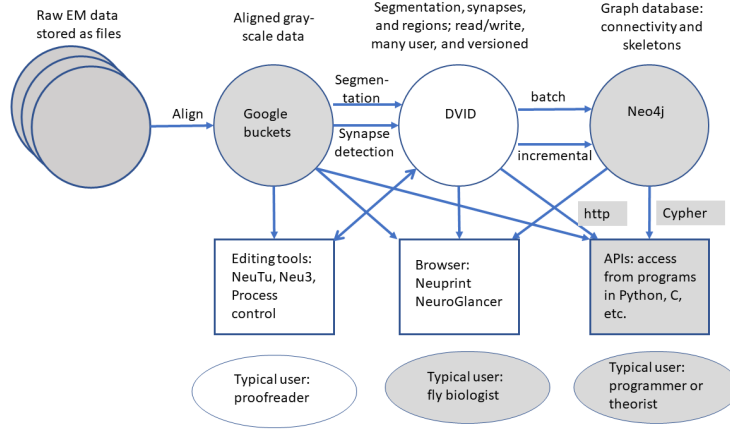 Raw EM data
stored as files
Aligned gray-
scale data
Segmentation, synapses,
and regions; read/write,
many user, and versioned
Graph database:
connectivity and
skeletons
Align
Google
buckets
Segmen-
tation
Synapse
detection
DVID
batch
incremental
Neo4j
http
Cypher
Editing tools:
NeuTu, Neu3,
Process
control
Browser:
Neuprint
NeuroGlancer
APIs: access
from programs
in Python, C,
etc.
Typical user:
proofreader
Typical user:
fly biologist
Typical user:
programmer or
theorist